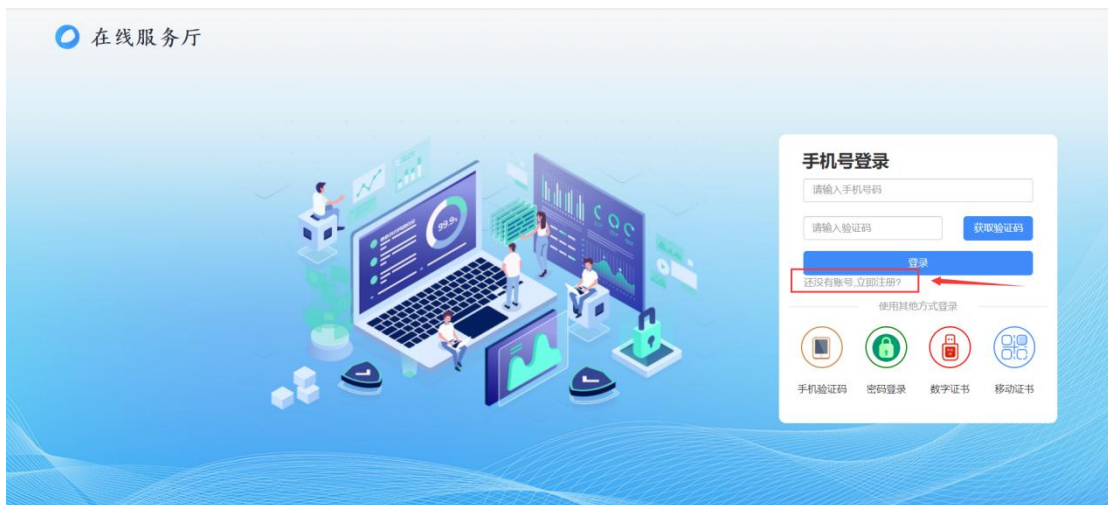 在线服务厅
手机号登录
请输入手机号码
请输入验证码
获取验证码
登录
还没有账号,立即注册?
使用其他方式登录
手机验证码 密码登录 数字证书 移动证书
99.9%